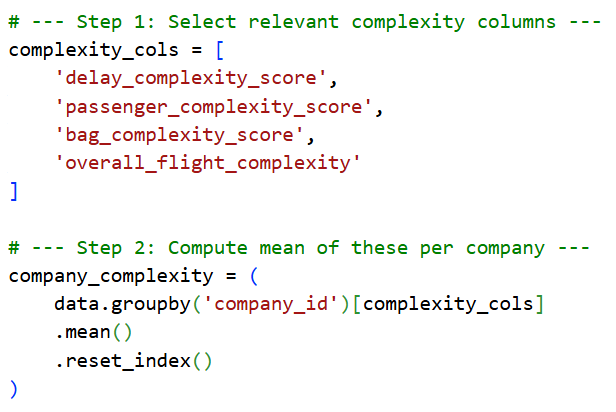 # --- Step 1: Select relevant complexity columns ---
complexity_cols = [
    'delay_complexity_score',
    'passenger_complexity_score',
    'bag_complexity_score',
    'overall_flight_complexity'
]

# --- Step 2: Compute mean of these per company ---
company_complexity = (
    data.groupby('company_id')[complexity_cols]
    .mean()
    .reset_index()
)